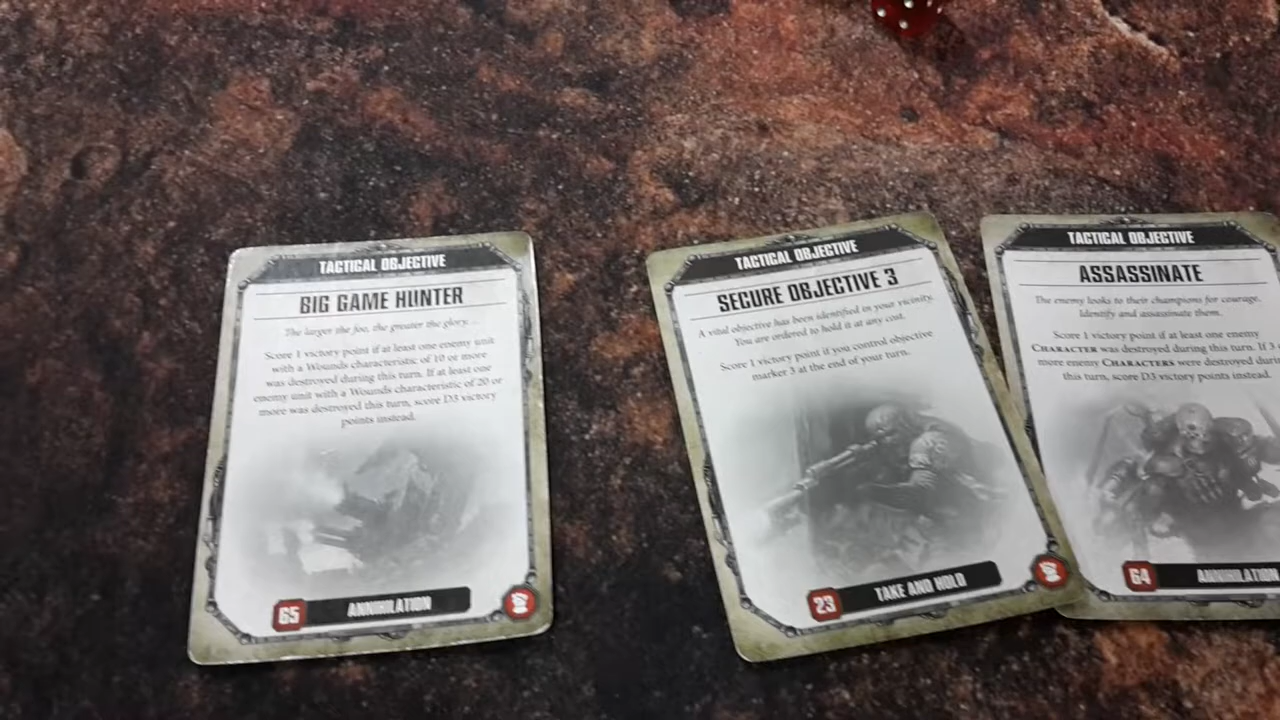 TACTICAL OBJECTIVE
BIG GAME HUNTER
The larger the foe, the greater the glory...
Score 1 victory point if at least one enemy unit
with a Wounds characteristic of 10 or more
was destroyed during this turn. If at least one
enemy unit with a Wounds characteristic of 20 or
more was destroyed this turn, score D3 victory
points instead.
65
ANNIHILATION
TACTICAL OBJECTIVE
SECURE OBJECTIVE 3
A vital objective has been identified in your vicinity.
You are ordered to hold it at any cost.
Score 1 victory point if you control objective
marker 3 at the end of your turn.
23
TAKE AND HOLD
TACTICAL OBJECTIVE
ASSASSINATE
The enemy looks to their champions for courage.
Identify and assassinate them.
Score 1 victory point if at least one enemy
CHARACTER was destroyed during this turn. If 3
more enemy CHARACTERS were destroyed
this turn, score D3 victory points instead.
64
ANNIHILATION